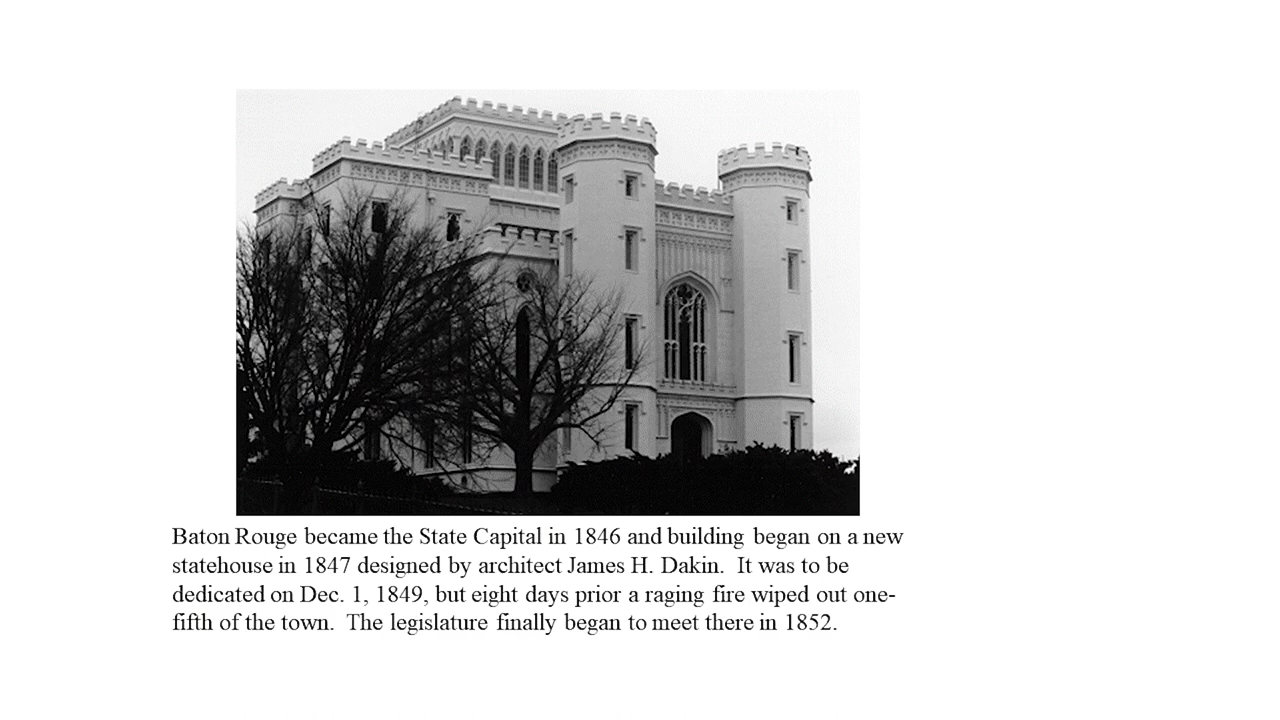 Baton Rouge became the State Capital in 1846 and building began on a new
statehouse in 1847 designed by architect James H. Dakin.  It was to be
dedicated on Dec. 1, 1849, but eight days prior a raging fire wiped out one-
fifth of the town.  The legislature finally began to meet there in 1852.